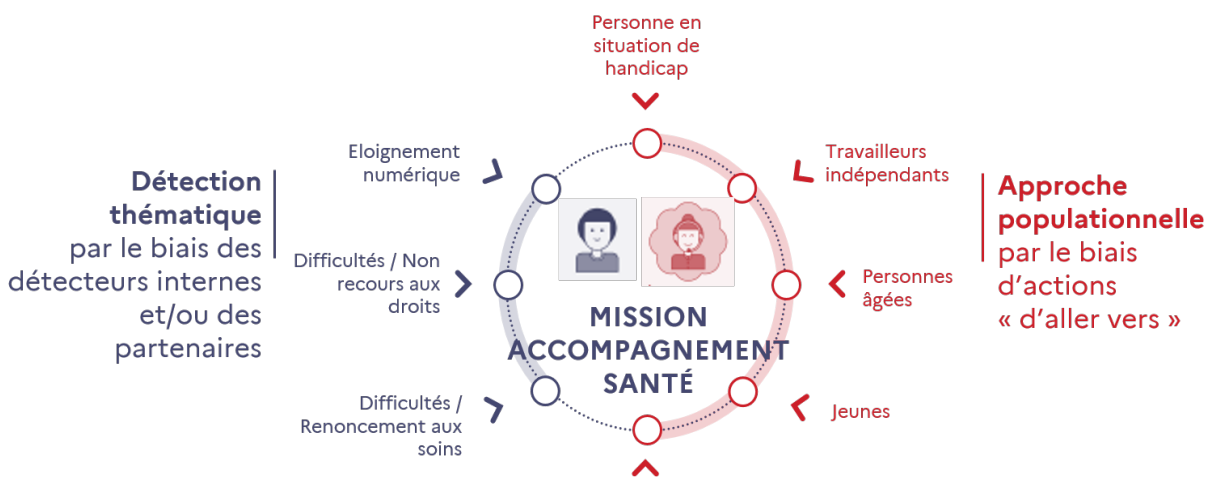 Personne en
situation de
handicap
Eloignement
numérique
Travailleurs
indépendants
Détection
thématique
par le biais des
détecteurs internes
et/ou des
partenaires
Approche
populationnelle
par le biais
d’actions
« d’aller vers »
Difficultés / Non
recours aux
droits
Personnes
âgées
MISSION
ACCOMPAGNEMENT
SANTÉ
Difficultés /
Renoncement aux
soins
Jeunes